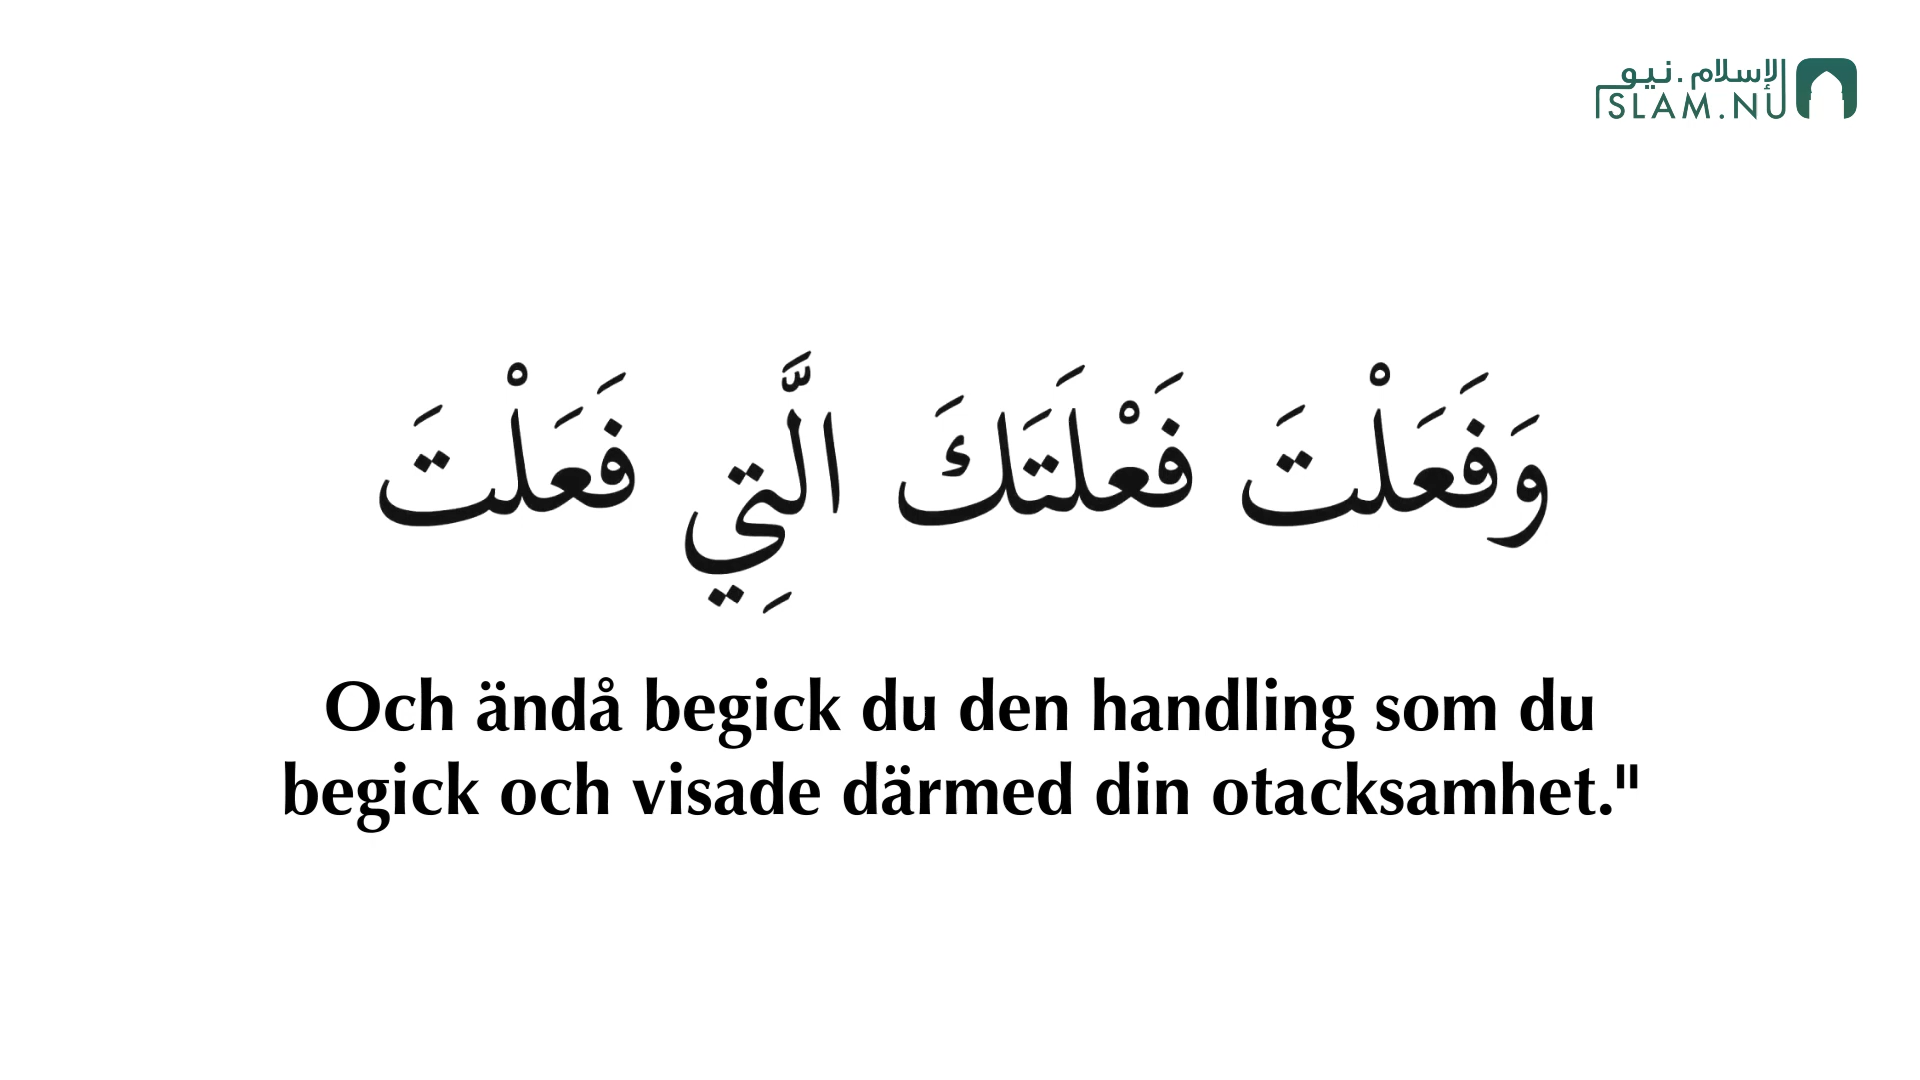 الإسلام.نيو
ISLAM.NU
وَفَعَلْتَ فَعْلَتَكَ الَّتِي فَعَلْتَ
Och ändå begick du den handling som du
begick och visade därmed din otacksamhet."